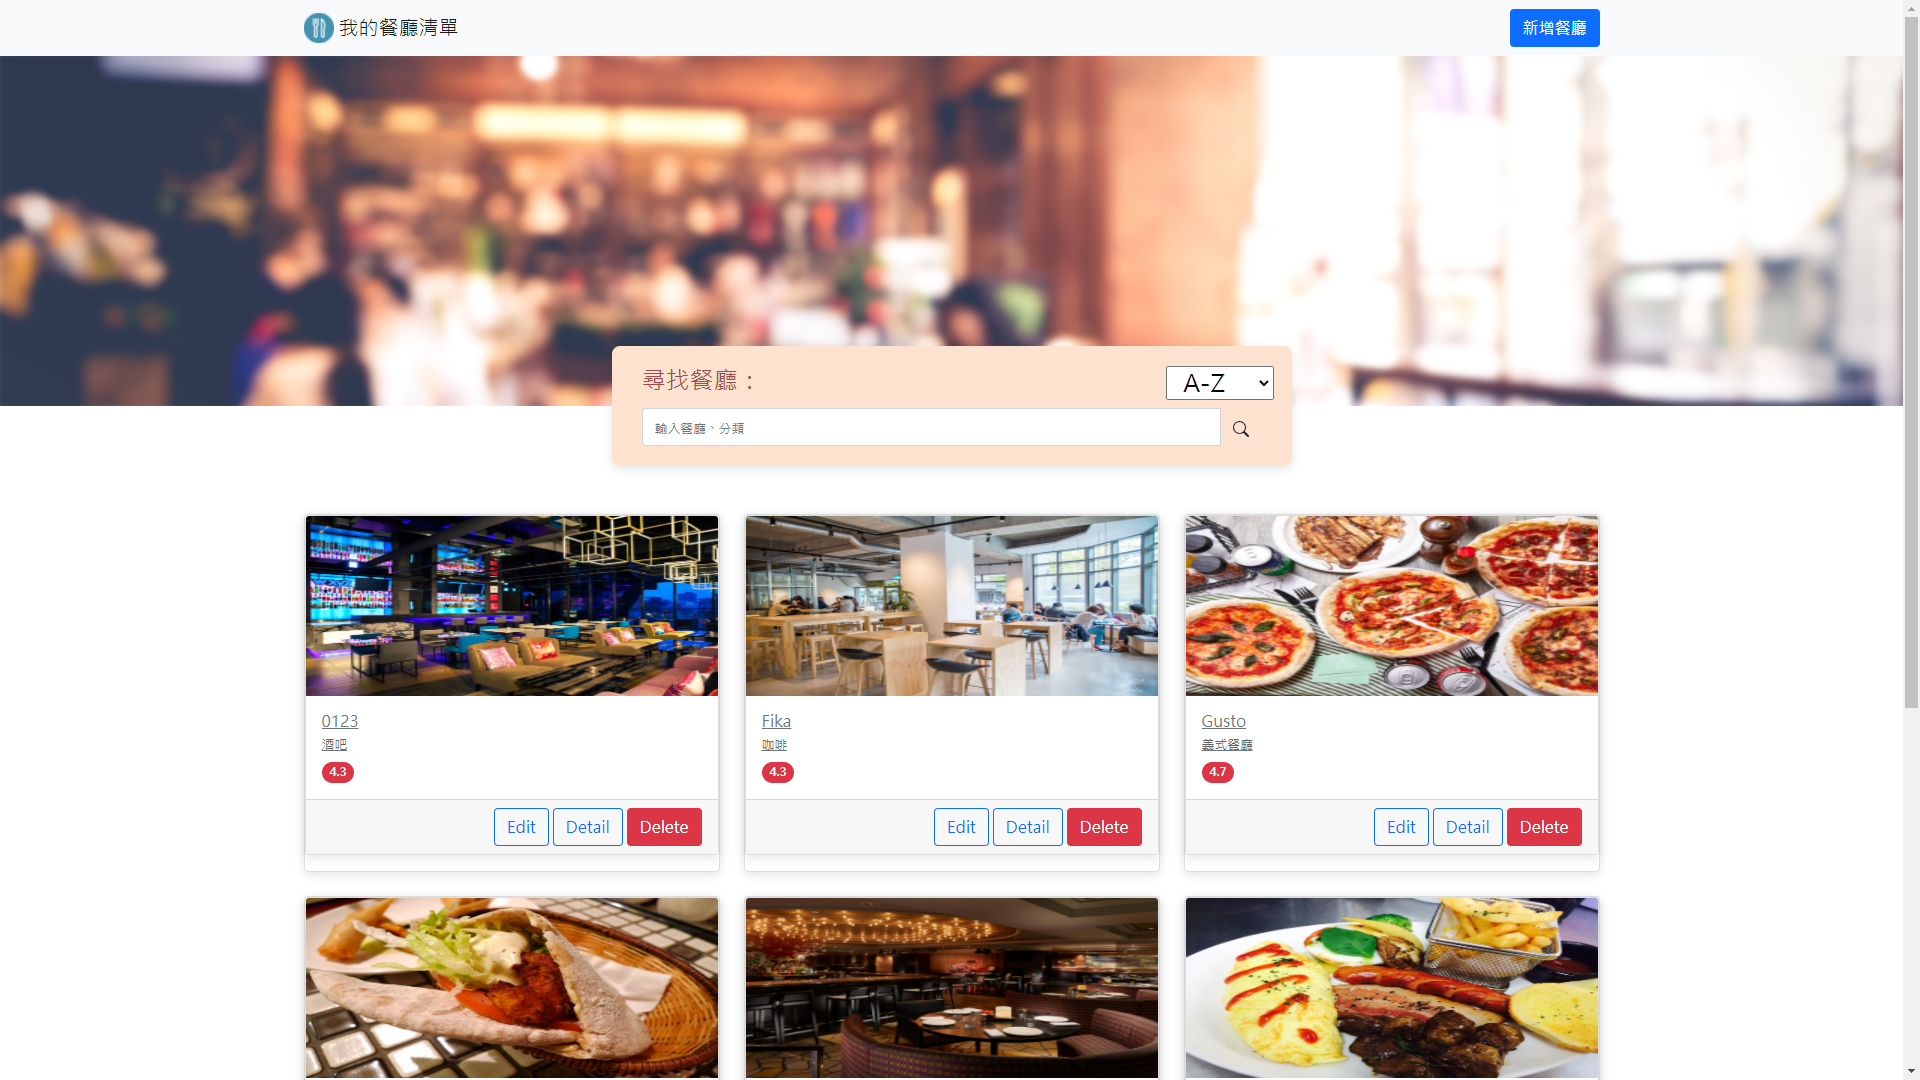 我的餐廳清單
新增餐廳
尋找餐廳：
A-Z
輸入餐廳、分類
0123
酒吧
4.3
Edit Detail Delete
Fika
咖啡
4.3
Edit Detail Delete
Gusto
義式餐廳
4.7
Edit Detail Delete